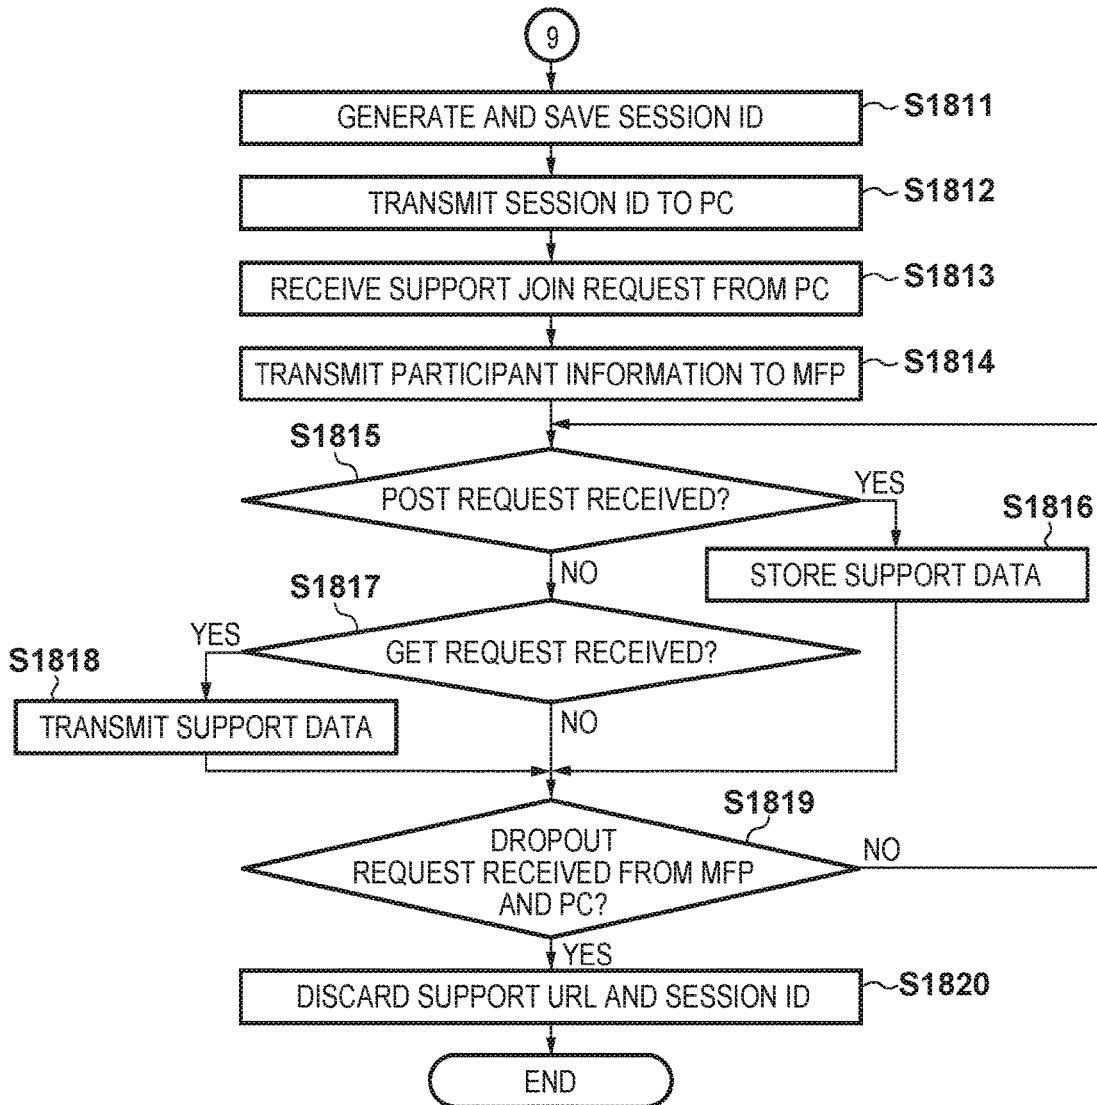 9
GENERATE AND SAVE SESSION ID
S1811
TRANSMIT SESSION ID TO PC
S1812
RECEIVE SUPPORT JOIN REQUEST FROM PC
S1813
TRANSMIT PARTICIPANT INFORMATION TO MFP
S1814
S1815
POST REQUEST RECEIVED?
YES
S1816
STORE SUPPORT DATA
NO
S1817
GET REQUEST RECEIVED?
YES
S1818
TRANSMIT SUPPORT DATA
NO
S1819
DROPOUT
REQUEST RECEIVED FROM MFP
AND PC?
NO
YES
DISCARD SUPPORT URL AND SESSION ID
S1820
END